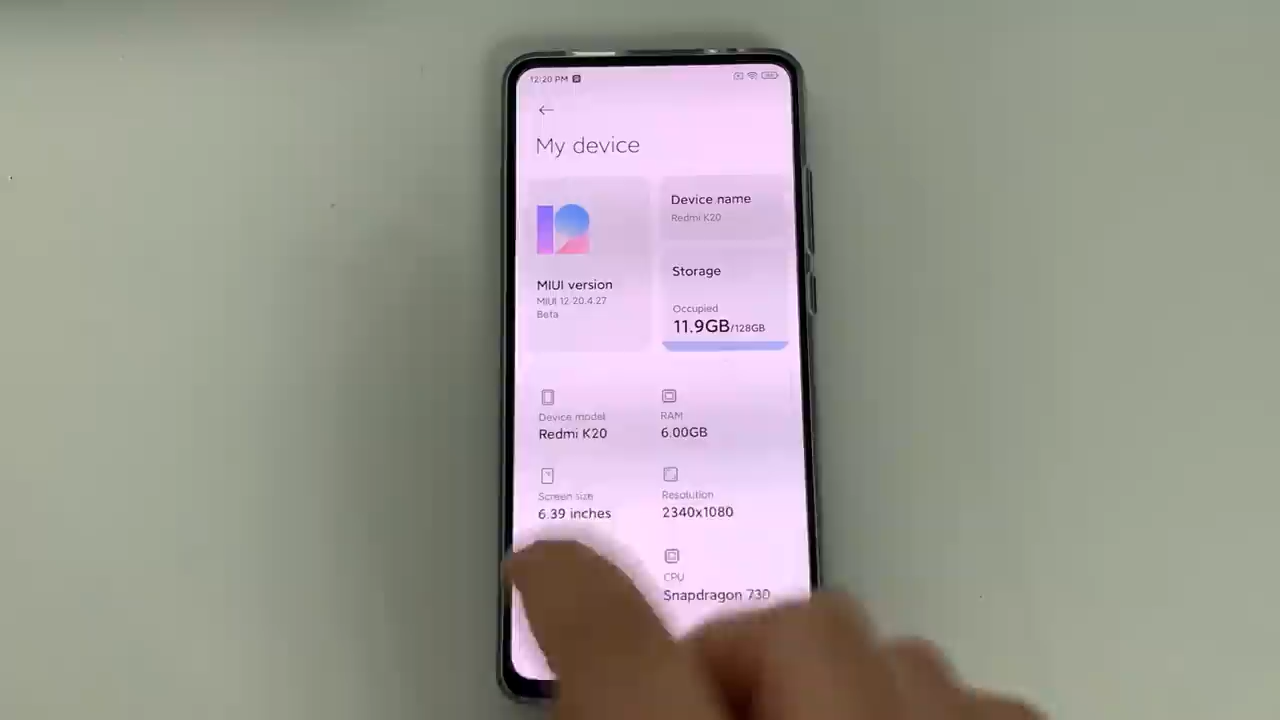 12:20 PM
My device
Device name
Redmi K20
MIUI version
MIUI 12 20.4.27
Beta
Storage
Occupied
11.9GB/128GB
Device model
Redmi K20
RAM
6.00GB
Screen size
6.39 inches
Resolution
2340x1080
CPU
Snapdragon 730